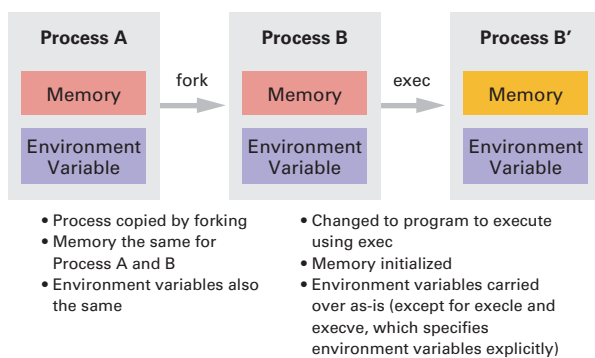 Process A
Memory
Environment
Variable
fork
Process B
Memory
Environment
Variable
exec
Process B′
Memory
Environment
Variable
• Process copied by forking
• Memory the same for
Process A and B
• Environment variables also
the same
• Changed to program to execute
using exec
• Memory initialized
• Environment variables carried
over as-is (except for execle and
execve, which specifies
environment variables explicitly)